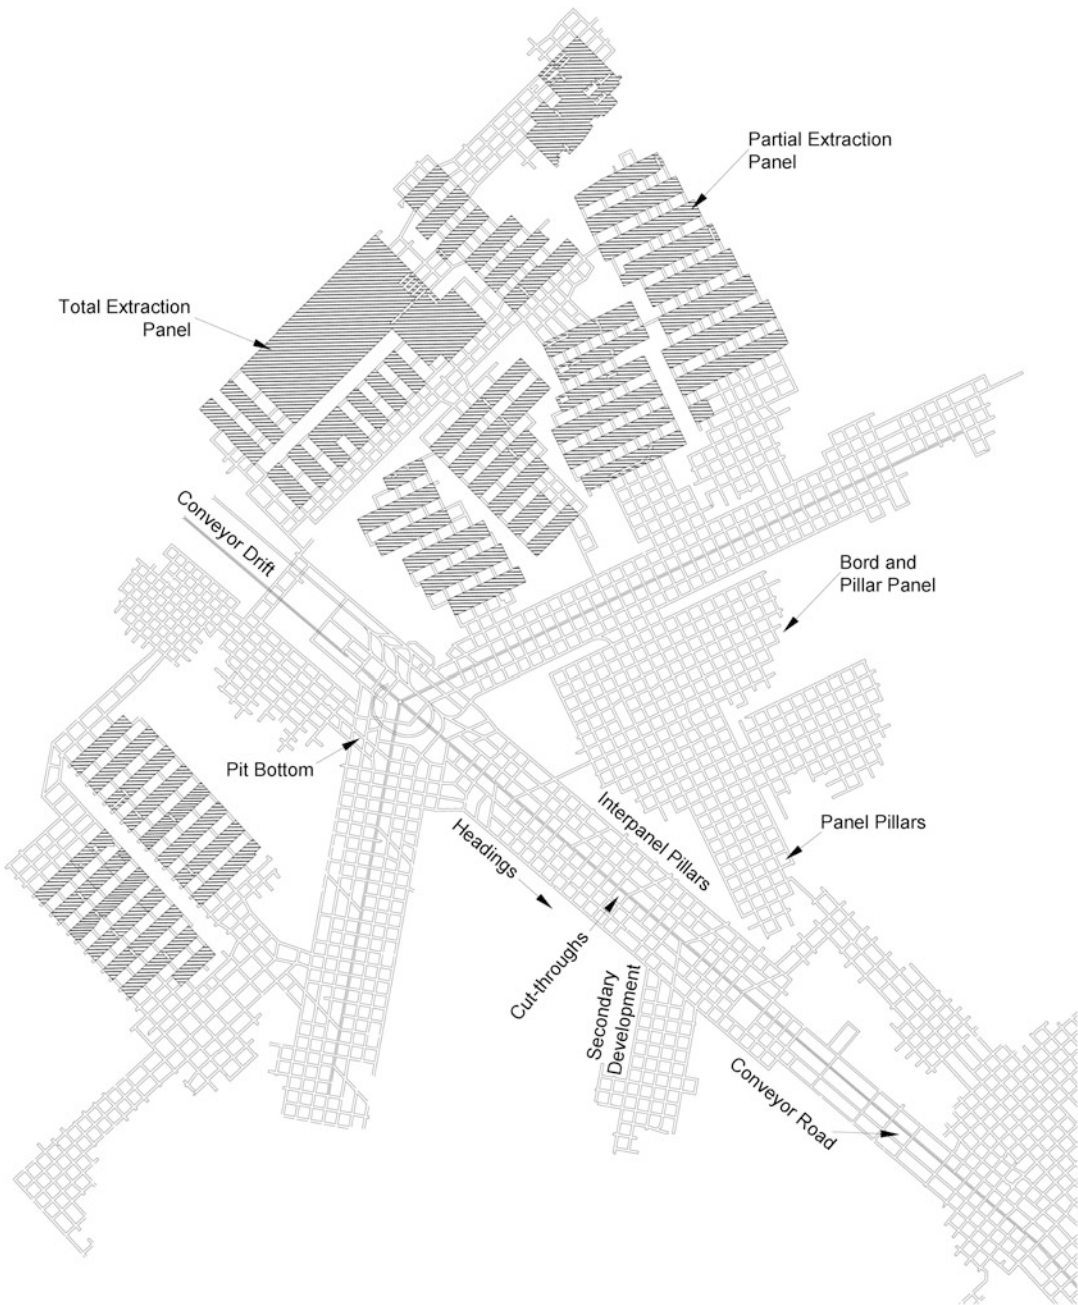 Partial Extraction
Panel
Total Extraction
Panel
Conveyor Drift
Bord and
Pillar Panel
Pit Bottom
Interpanel Pillars
Panel Pillars
Headings
Cut-throughs
Secondary
Development
Conveyor Road